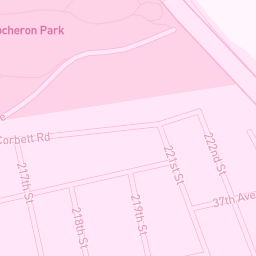 ocheron Park
e
Corbett Rd
217th St
218th St
219th St
221st St
222nd St
37th Ave